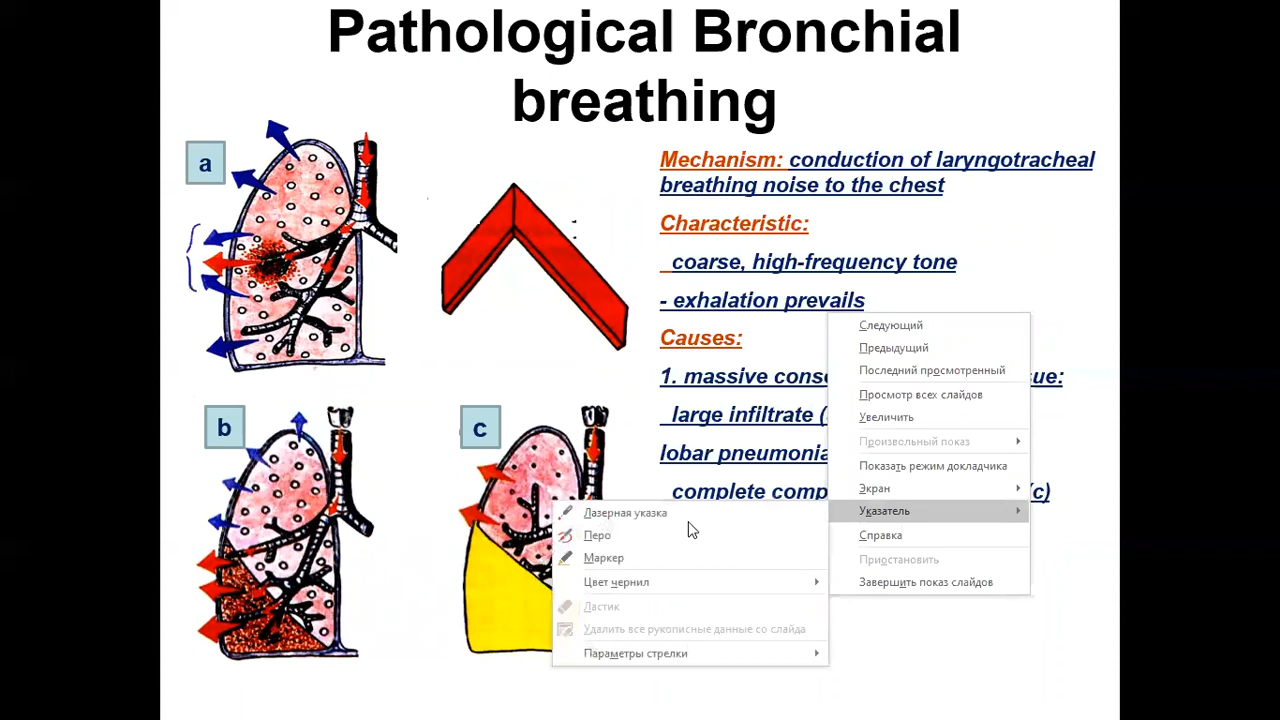 Pathological Bronchial
breathing
a
Mechanism: conduction of laryngotracheal
breathing noise to the chest
Characteristic:
coarse, high-frequency tone
- exhalation prevails
Causes:
1. massive
large infiltrate (
lobar pneumonia
complete (c)
b
c
Следующий
Предыдущий
Последний просмотренный
Просмотр всех слайдов
Увеличить
Произвольный показ
Показать режим докладчика
Экран
Указатель
Справка
Приостановить
Завершить показ слайдов
Лазерная указка
Перо
Маркер
Цвет чернил
Ластик
Удалить все рукописные данные со слайда
Параметры стрелки